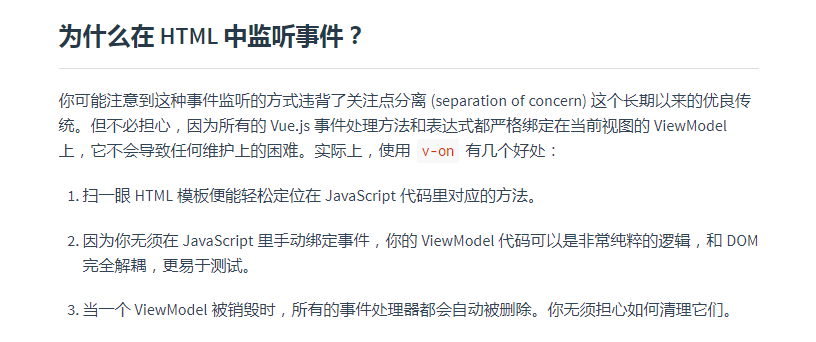 为什么在 HTML 中监听事件？
你可能注意到这种事件监听的方式违背了关注点分离 (separation of concern) 这个长期以来的优良传
统。但不必担心，因为所有的 Vue.js 事件处理方法和表达式都严格绑定在当前视图的 ViewModel
上，它不会导致任何维护上的困难。实际上，使用 v-on 有几个好处：
1. 扫一眼 HTML 模板便能轻松定位在 JavaScript 代码里对应的方法。
2. 因为你无须在 JavaScript 里手动绑定事件，你的 ViewModel 代码可以是非常纯粹的逻辑，和 DOM
完全解耦，更易于测试。
3. 当一个 ViewModel 被销毁时，所有的事件处理器都会自动被删除。你无须担心如何清理它们。